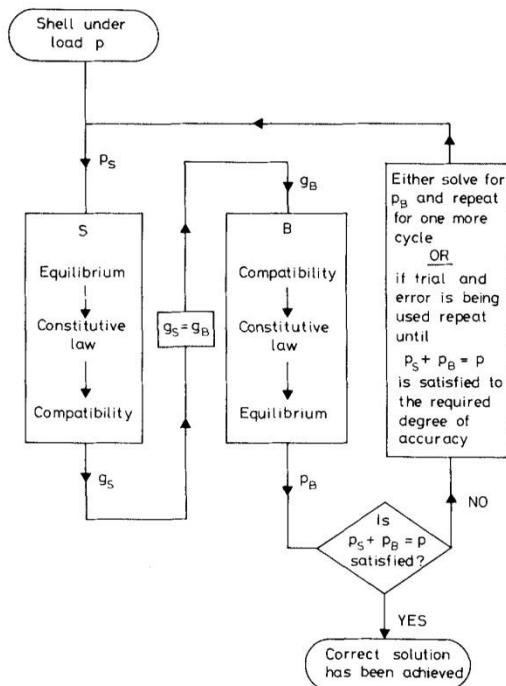 Shell under
load p
p_S
S
Equilibrium
Constitutive
law
Compatibility
g_S
g_S = g_B
g_B
B
Compatibility
Constitutive
law
Equilibrium
p_B
Either solve for
p_B and repeat
for one more
cycle
OR
if trial and
error is being
used repeat
until
p_S + p_B = p
is satisfied to
the required
degree of
accuracy
NO
Is
p_S + p_B = p
satisfied?
YES
Correct solution
has been achieved